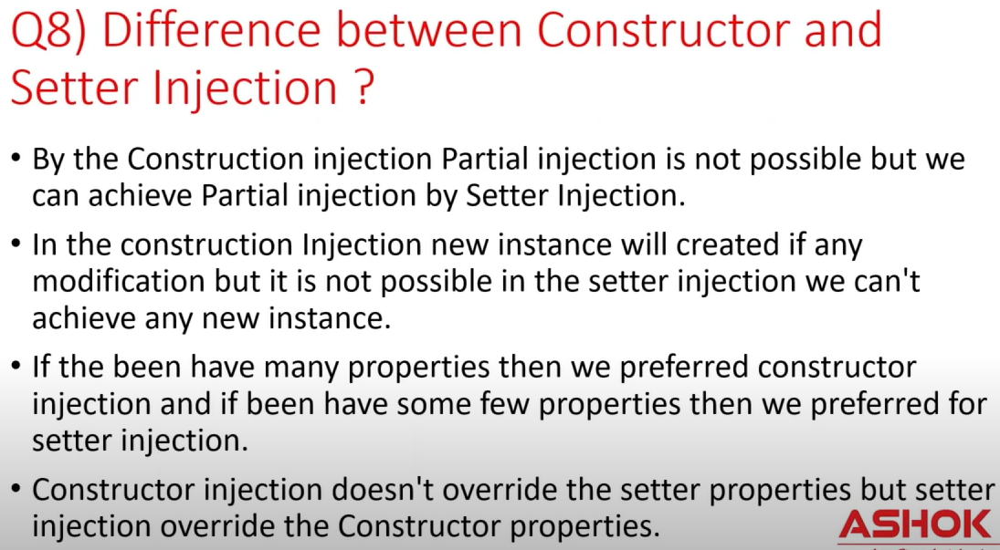 Q8) Difference between Constructor and
Setter Injection ?
• By the Construction injection Partial injection is not possible but we
can achieve Partial injection by Setter Injection.
• In the construction Injection new instance will created if any
modification but it is not possible in the setter injection we can't
achieve any new instance.
• If the been have many properties then we preferred constructor
injection and if been have some few properties then we preferred for
setter injection.
• Constructor injection doesn't override the setter properties but setter
injection override the Constructor properties.
ASHOK